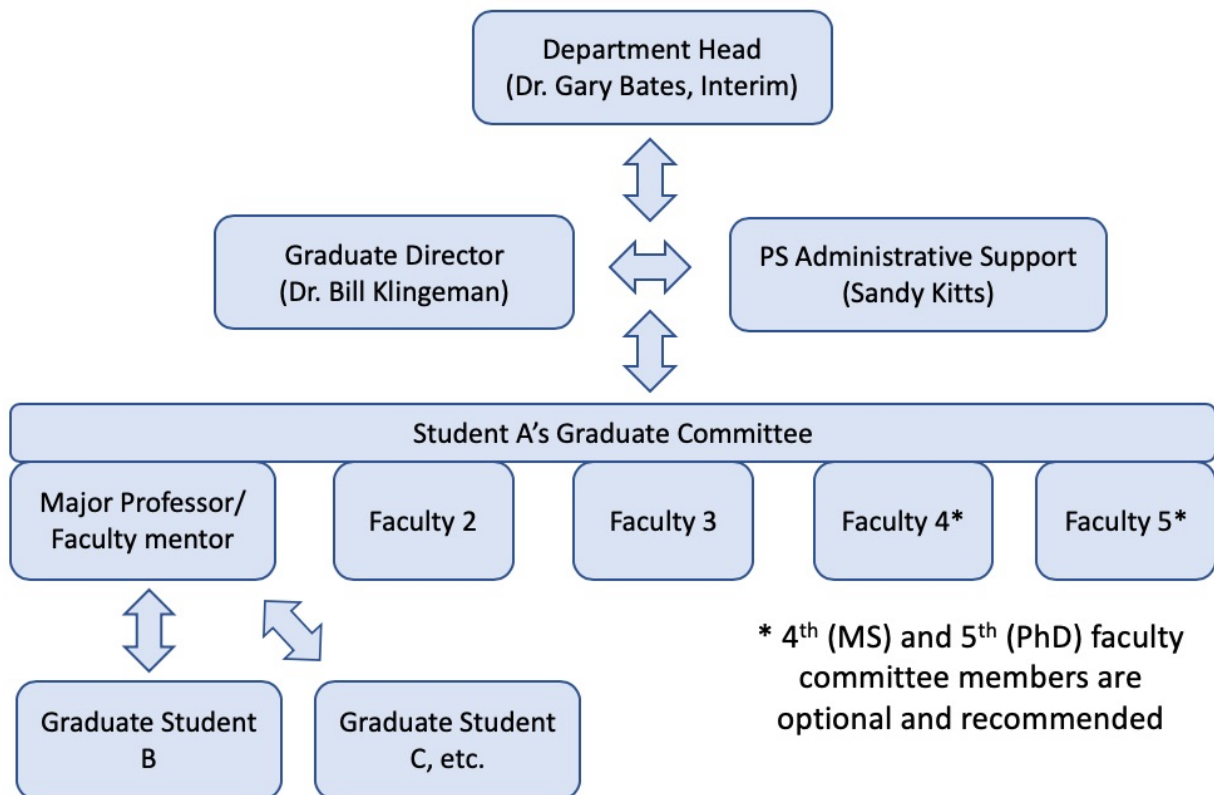 Department Head
(Dr. Gary Bates, Interim)
Graduate Director
(Dr. Bill Klingeman)
PS Administrative Support
(Sandy Kitts)
Student A’s Graduate Committee
Major Professor/
Faculty mentor
Faculty 2
Faculty 3
Faculty 4*
Faculty 5*
* 4th (MS) and 5th (PhD) faculty
committee members are
optional and recommended
Graduate Student
B
Graduate Student
C, etc.